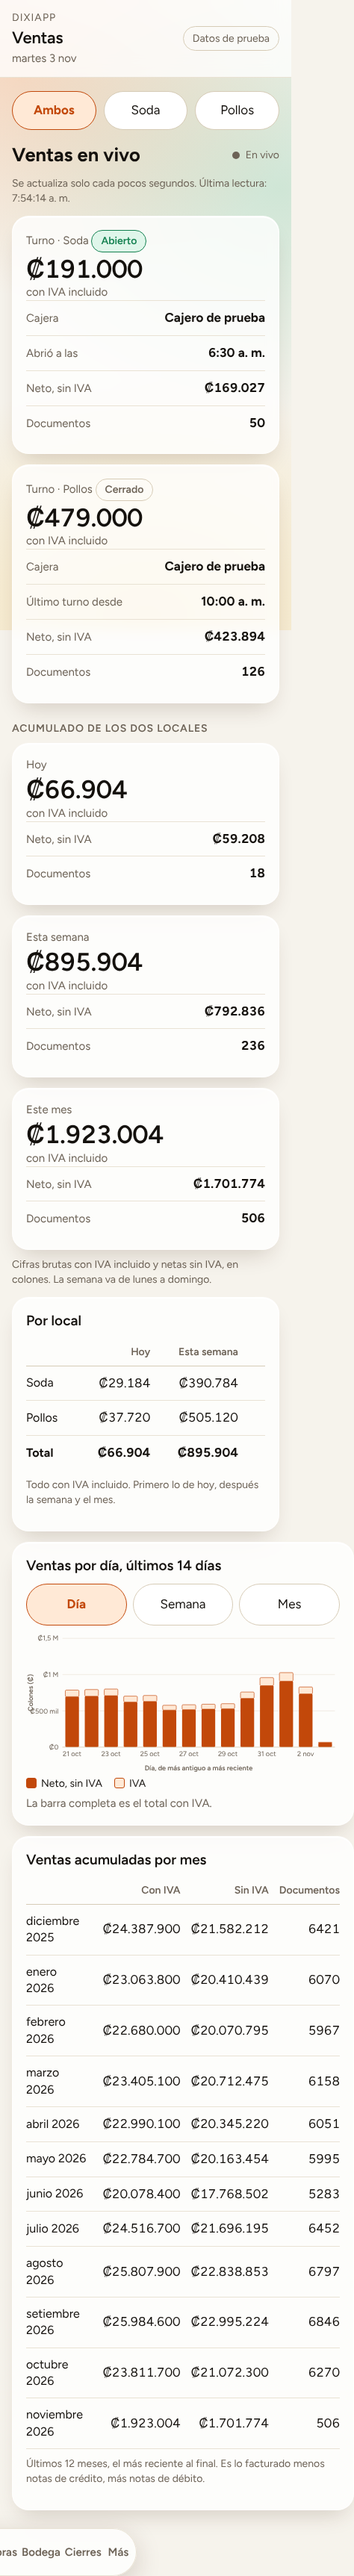 DIXIAPP
Ventas
martes 3 nov
Datos de prueba
Ambos Soda Pollos
Ventas en vivo
En vivo
Se actualiza solo cada pocos segundos. Última lectura:
7:54:14 a. m.
Turno · Soda Abierto
₡191.000
con IVA incluido
Cajera Cajero de prueba
Abrió a las 6:30 a. m.
Neto, sin IVA ₡169.027
Documentos 50
Turno · Pollos Cerrado
₡479.000
con IVA incluido
Cajera Cajero de prueba
Último turno desde 10:00 a. m.
Neto, sin IVA ₡423.894
Documentos 126
ACUMULADO DE LOS DOS LOCALES
Hoy
₡66.904
con IVA incluido
Neto, sin IVA ₡59.208
Documentos 18
Esta semana
₡895.904
con IVA incluido
Neto, sin IVA ₡792.836
Documentos 236
Este mes
₡1.923.004
con IVA incluido
Neto, sin IVA ₡1.701.774
Documentos 506
Cifras brutas con IVA incluido y netas sin IVA, en
colones. La semana va de lunes a domingo.
Por local
Hoy Esta semana
Soda ₡29.184 ₡390.784
Pollos ₡37.720 ₡505.120
Total ₡66.904 ₡895.904
Todo con IVA incluido. Primero lo de hoy, después
la semana y el mes.
Ventas por día, últimos 14 días
Día Semana Mes
₡1,5 M
₡1 M
₡500 mil
₡0
Colones (₡)
21 oct 23 oct 25 oct 27 oct 29 oct 31 oct 2 nov
Día, de más antiguo a más reciente
Neto, sin IVA IVA
La barra completa es el total con IVA.
Ventas acumuladas por mes
Con IVA Sin IVA Documentos
diciembre
2025 ₡24.387.900 ₡21.582.212 6421
enero
2026 ₡23.063.800 ₡20.410.439 6070
febrero
2026 ₡22.680.000 ₡20.070.795 5967
marzo
2026 ₡23.405.100 ₡20.712.475 6158
abril 2026 ₡22.990.100 ₡20.345.220 6051
mayo 2026 ₡22.784.700 ₡20.163.454 5995
junio 2026 ₡20.078.400 ₡17.768.502 5283
julio 2026 ₡24.516.700 ₡21.696.195 6452
agosto
2026 ₡25.807.900 ₡22.838.853 6797
setiembre
2026 ₡25.984.600 ₡22.995.224 6846
octubre
2026 ₡23.811.700 ₡21.072.300 6270
noviembre
2026 ₡1.923.004 ₡1.701.774 506
Últimos 12 meses, el más reciente al final. Es lo facturado menos
notas de crédito, más notas de débito.
Bodega Cierres Más